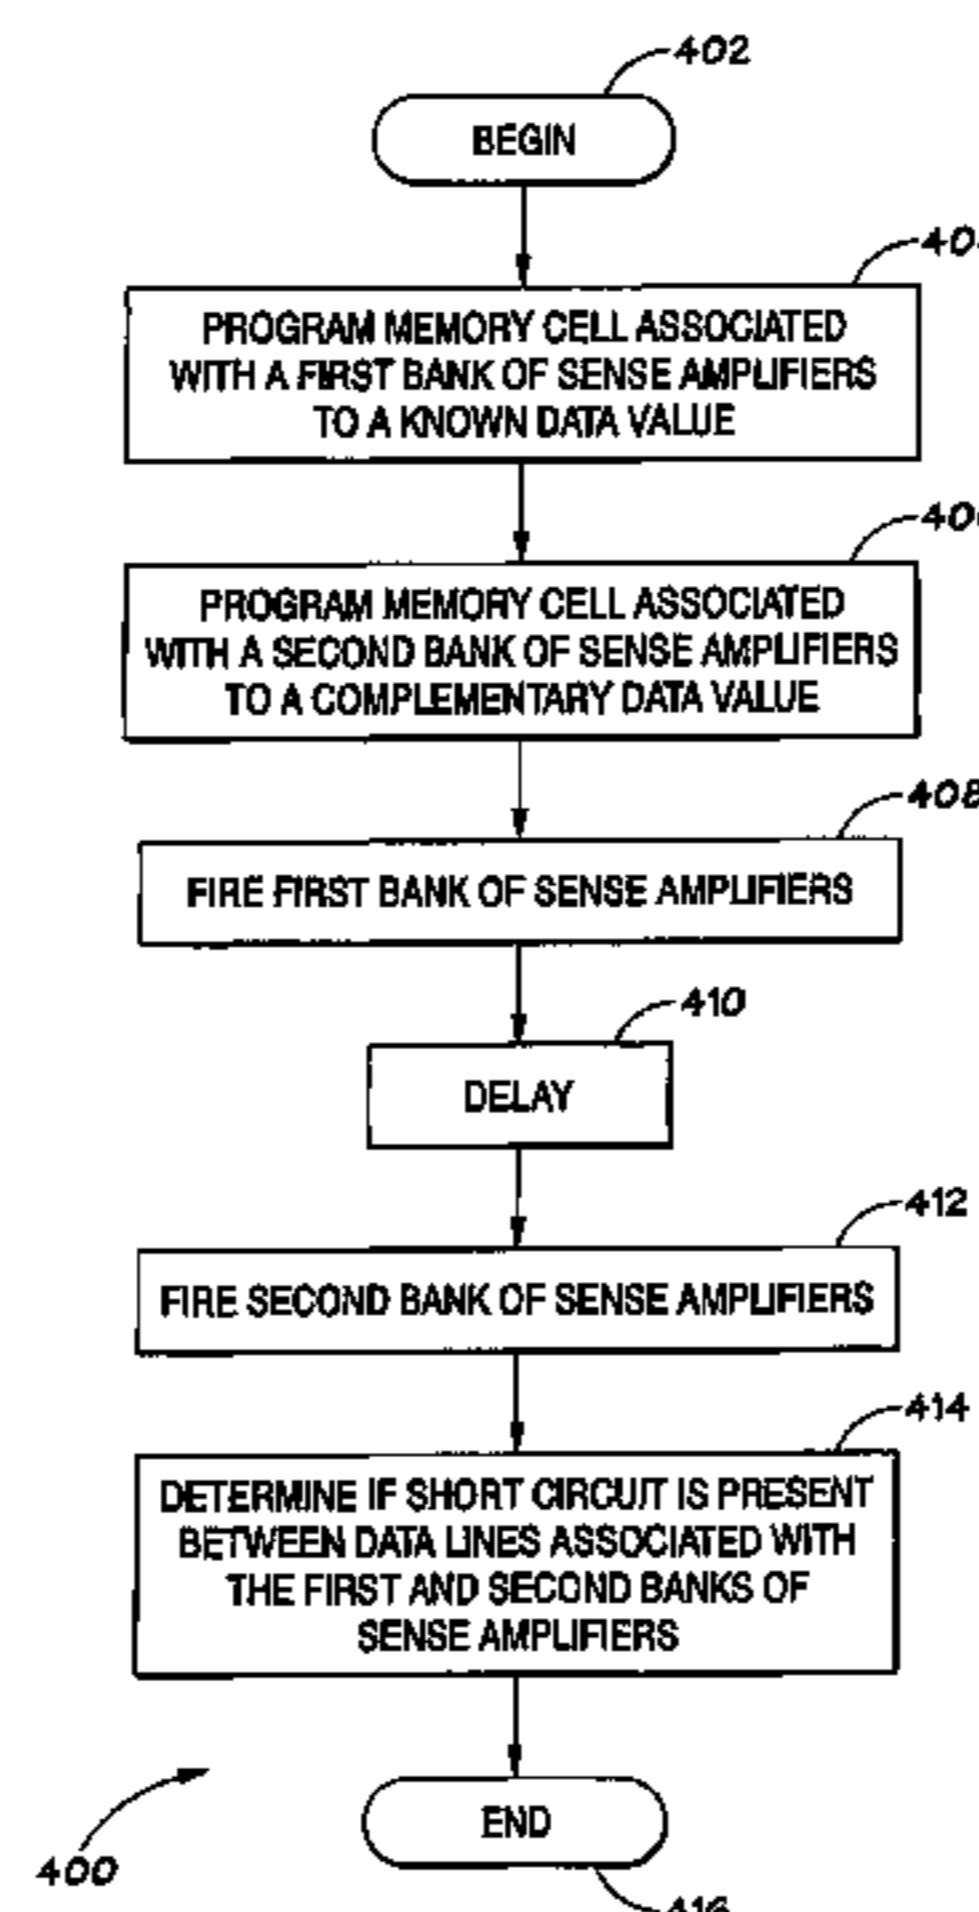 402
BEGIN
PROGRAM MEMORY CELL ASSOCIATED
WITH A FIRST BANK OF SENSE AMPLIFIERS
TO A KNOWN DATA VALUE
PROGRAM MEMORY CELL ASSOCIATED
WITH A SECOND BANK OF SENSE AMPLIFIERS
TO A COMPLEMENTARY DATA VALUE
408
FIRE FIRST BANK OF SENSE AMPLIFIERS
410
DELAY
412
FIRE SECOND BANK OF SENSE AMPLIFIERS
414
DETERMINE IF SHORT CIRCUIT IS PRESENT
BETWEEN DATA LINES ASSOCIATED WITH
THE FIRST AND SECOND BANKS OF
SENSE AMPLIFIERS
END
400